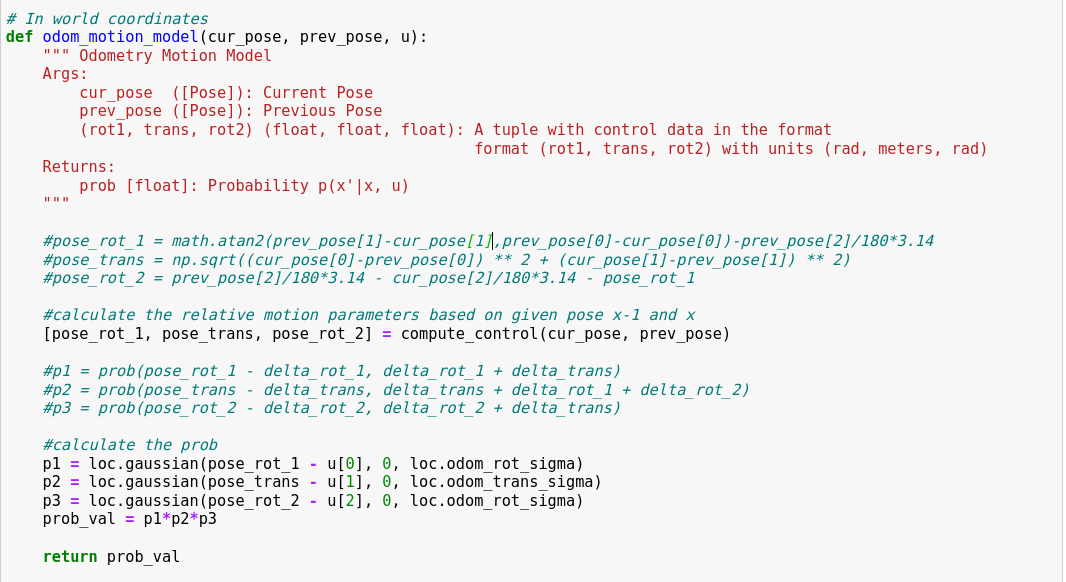 # In world coordinates
def odom_motion_model(cur_pose, prev_pose, u):
    """ Odometry Motion Model
    Args:
        cur_pose  ([Pose]): Current Pose
        prev_pose ([Pose]): Previous Pose
        (rot1, trans, rot2) (float, float, float): A tuple with control data in the format
                                                   format (rot1, trans, rot2) with units (rad, meters, rad)
    Returns:
        prob [float]: Probability p(x'|x, u)
    """
    #pose_rot_1 = math.atan2(prev_pose[1]-cur_pose[1],prev_pose[0]-cur_pose[0])-prev_pose[2]/180*3.14
    #pose_trans = np.sqrt((cur_pose[0]-prev_pose[0]) ** 2 + (cur_pose[1]-prev_pose[1]) ** 2)
    #pose_rot_2 = prev_pose[2]/180*3.14 - cur_pose[2]/180*3.14 - pose_rot_1
    #calculate the relative motion parameters based on given pose x-1 and x
    [pose_rot_1, pose_trans, pose_rot_2] = compute_control(cur_pose, prev_pose)
    #p1 = prob(pose_rot_1 - delta_rot_1, delta_rot_1 + delta_trans)
    #p2 = prob(pose_trans - delta_trans, delta_trans + delta_rot_1 + delta_rot_2)
    #p3 = prob(pose_rot_2 - delta_rot_2, delta_rot_2 + delta_trans)
    #calculate the prob
    p1 = loc.gaussian(pose_rot_1 - u[0], 0, loc.odom_rot_sigma)
    p2 = loc.gaussian(pose_trans - u[1], 0, loc.odom_trans_sigma)
    p3 = loc.gaussian(pose_rot_2 - u[2], 0, loc.odom_rot_sigma)
    prob_val = p1*p2*p3
    return prob_val